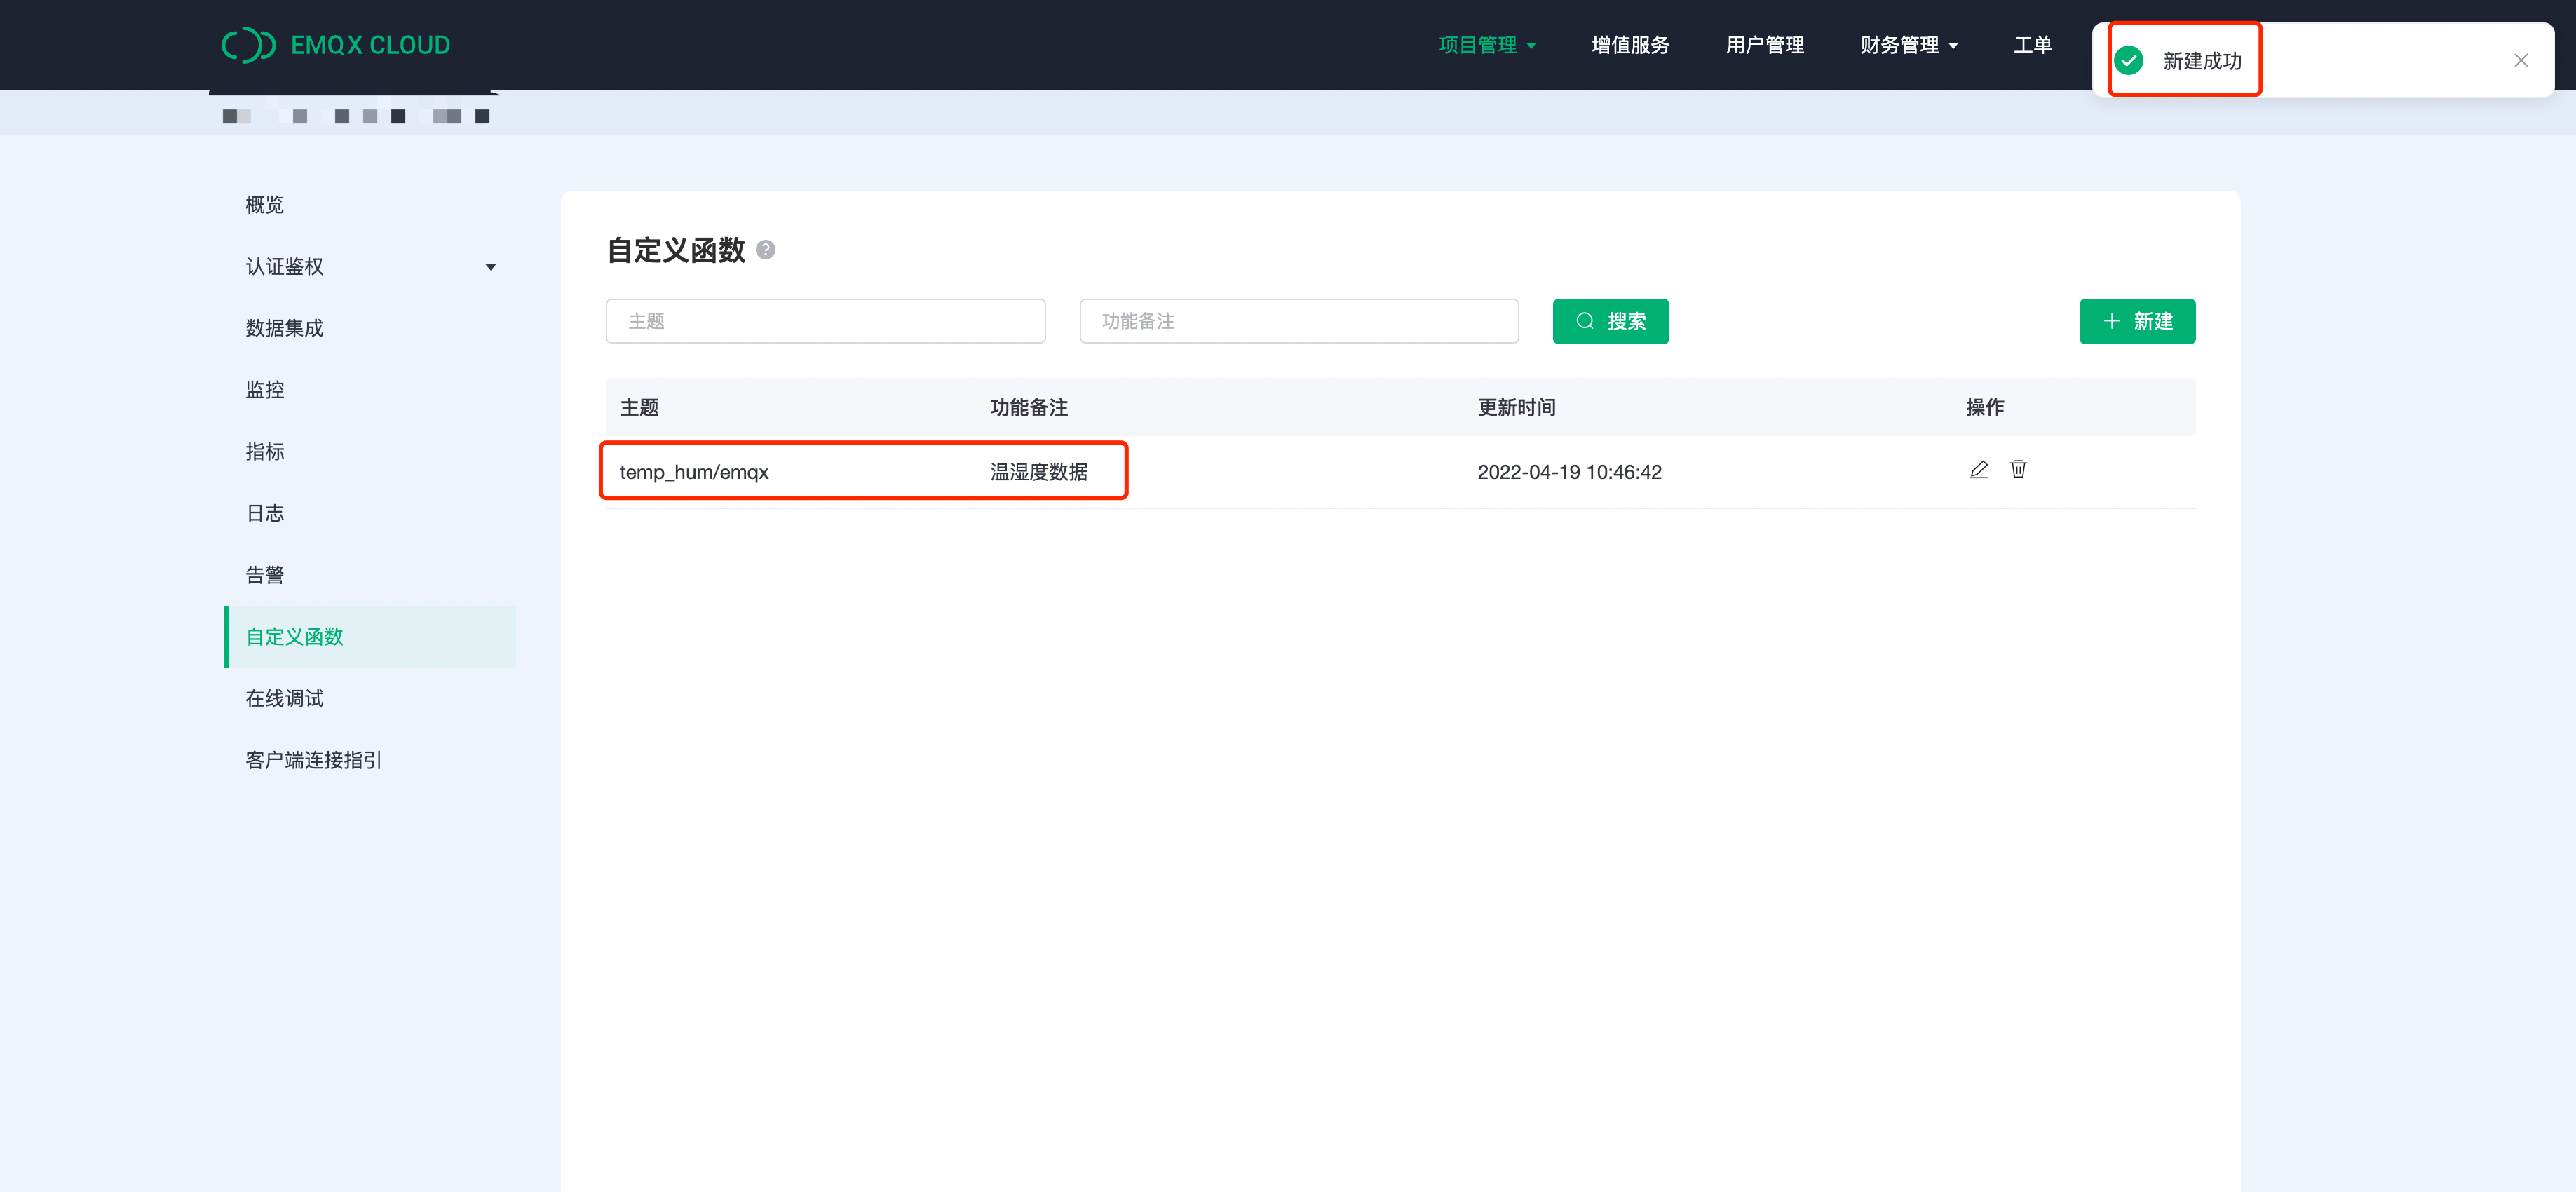 EMQX CLOUD
项目管理 增值服务 用户管理 财务管理 工单
新建成功
概览
认证鉴权
数据集成
监控
指标
日志
告警
自定义函数
在线调试
客户端连接指引
自定义函数 ?
主题 功能备注 搜索 新建
主题 功能备注 更新时间 操作
temp_hum/emqx 温湿度数据 2022-04-19 10:46:42